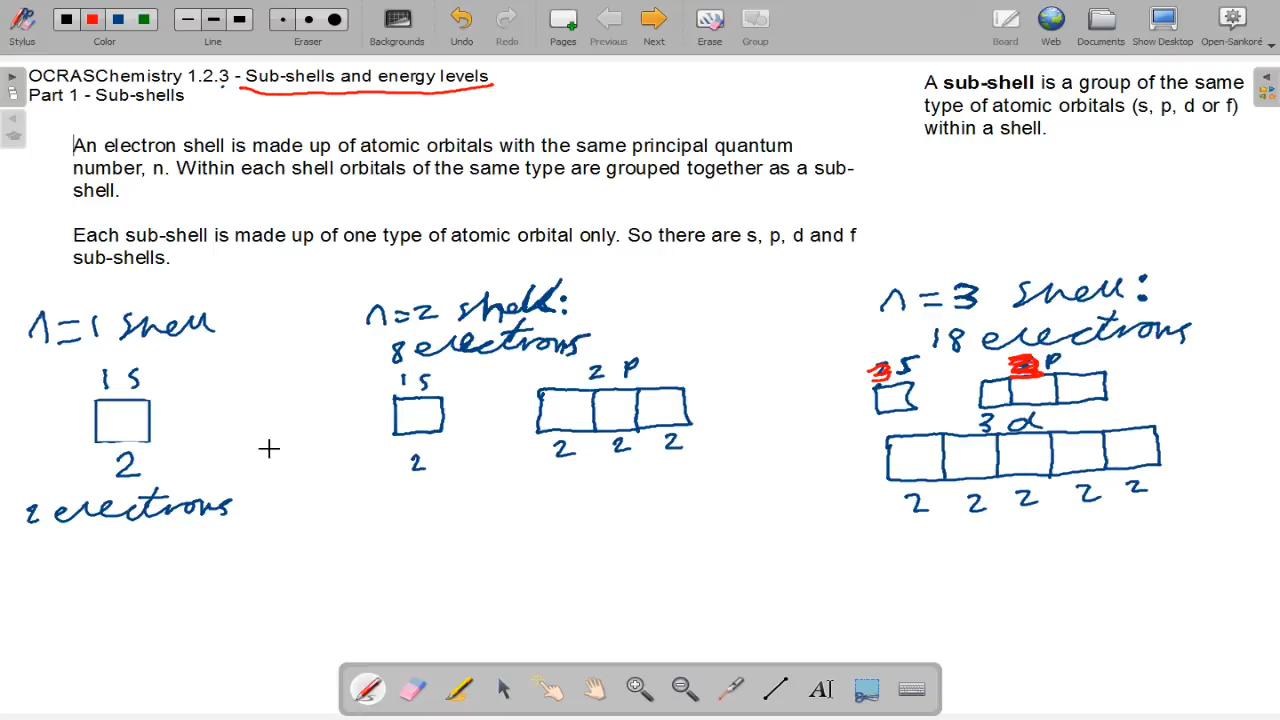 Stylus
Color
Line
Eraser
Backgrounds
Undo
Redo
Pages
Previous
Next
Erase
Group
Board
Web
Documents
Show Desktop
Open-Sankoré
OCRASChemistry 1.2.3 - Sub-shells and energy levels
Part 1 - Sub-shells
A sub-shell is a group of the same
type of atomic orbitals (s, p, d or f)
within a shell.
An electron shell is made up of atomic orbitals with the same principal quantum
number, n. Within each shell orbitals of the same type are grouped together as a sub-
shell.
Each sub-shell is made up of one type of atomic orbital only. So there are s, p, d and f
sub-shells.
n=1 shell
1 s
2
2 electrons
n=2 shell:
8 electrons
1 s
2 p
2
2 2 2
n=3 shell:
18 electrons
3 s
p
3 d
2 2 2 2 2
AI